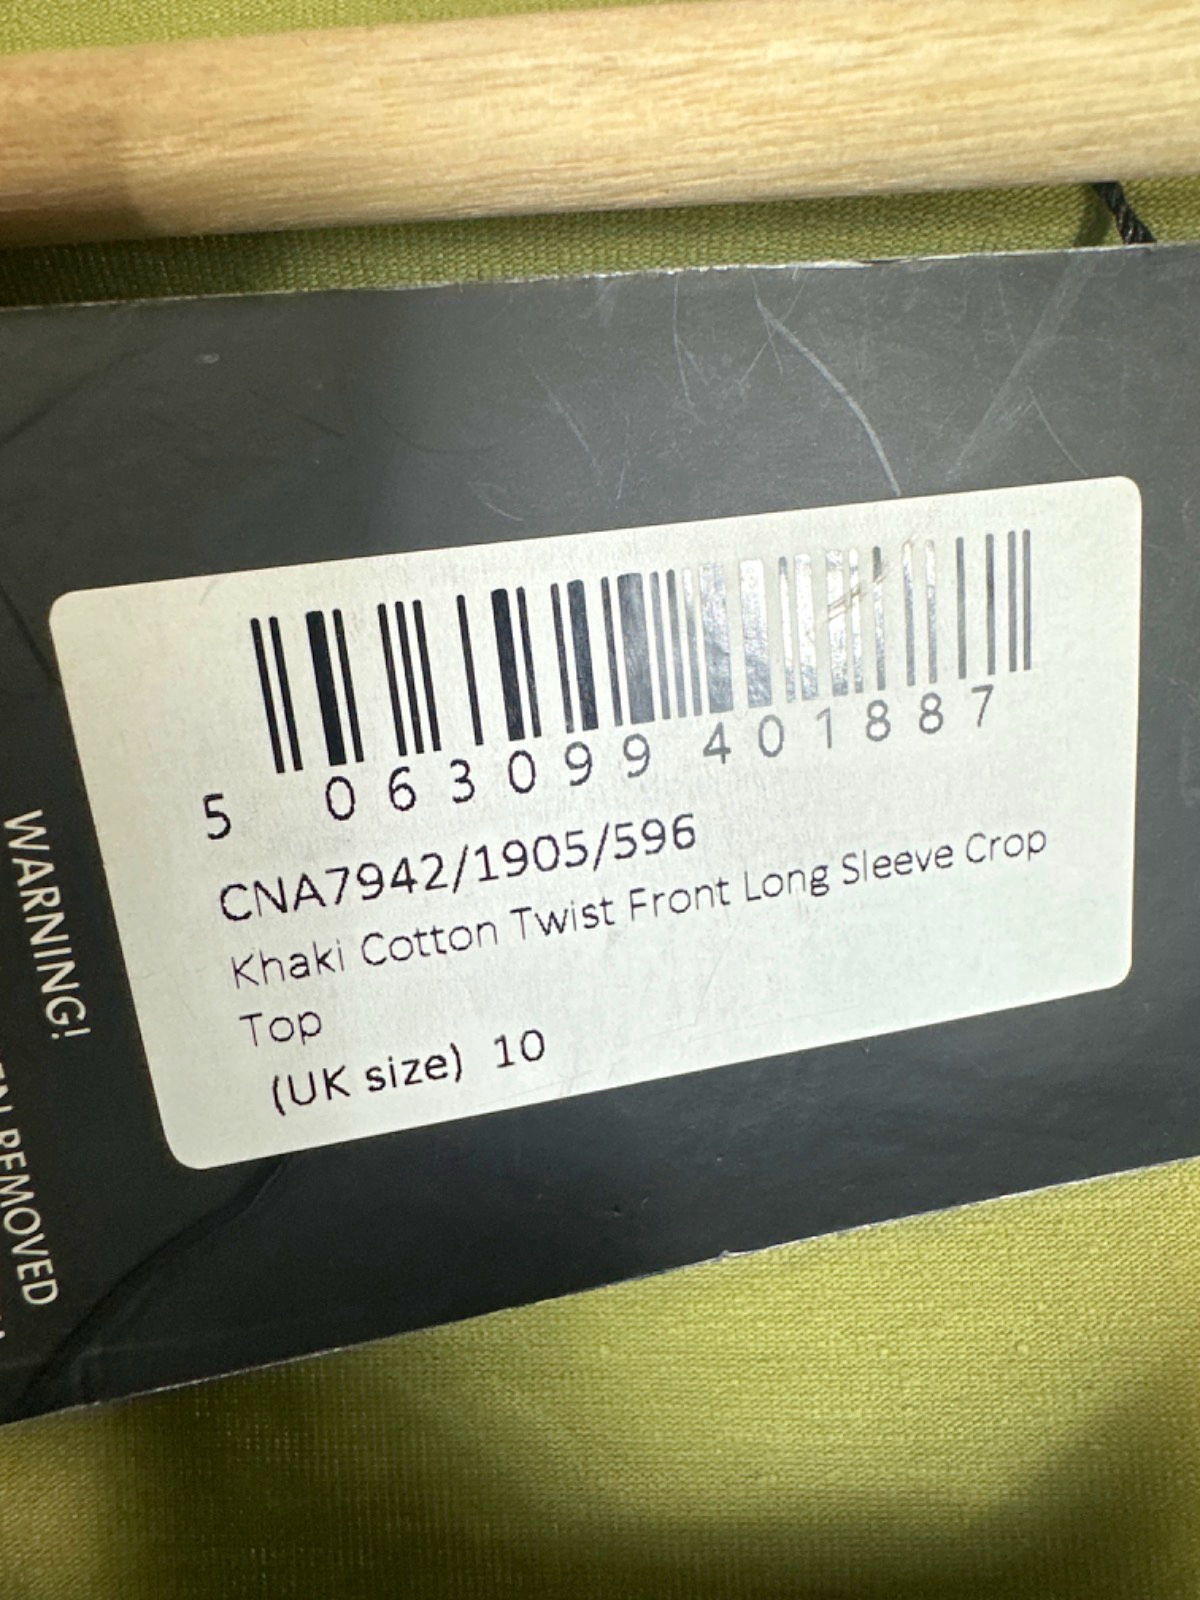 5 063099 401887
CNA7942/1905/596
Khaki Cotton Twist Front Long Sleeve Crop
Top
(UK size) 10
WARNING!
REMOVED